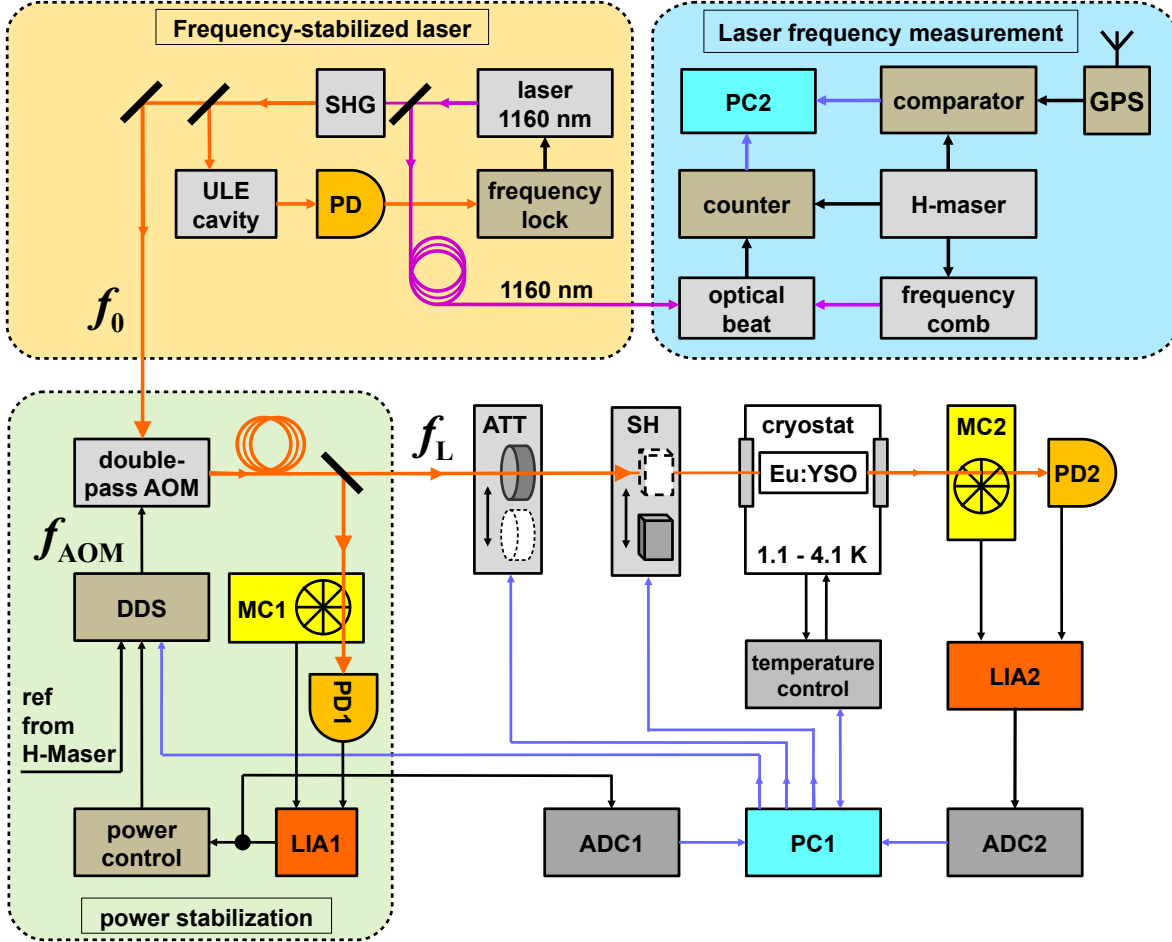 Frequency-stabilized laser
SHG
laser
1160 nm
ULE
cavity
PD
frequency
lock
1160 nm
f0
Laser frequency measurement
PC2
comparator
GPS
counter
H-maser
optical
beat
frequency
comb
double-
pass AOM
fAOM
DDS
MC1
PD1
ref
from
H-Maser
power
control
LIA1
power stabilization
fL
ATT
SH
cryostat
Eu:YSO
1.1 - 4.1 K
MC2
PD2
temperature
control
LIA2
ADC1
PC1
ADC2